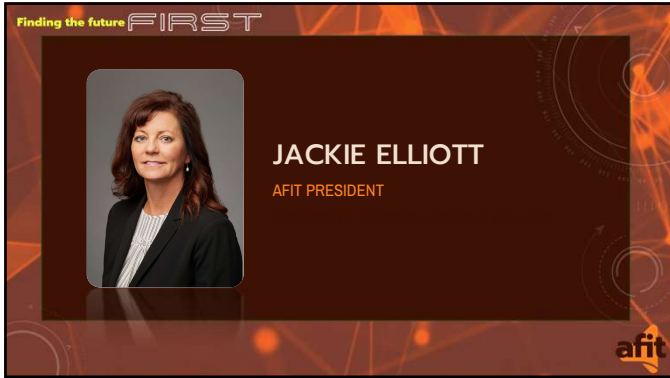 Finding the future FIRST
JACKIE ELLIOTT
AFIT PRESIDENT
afit